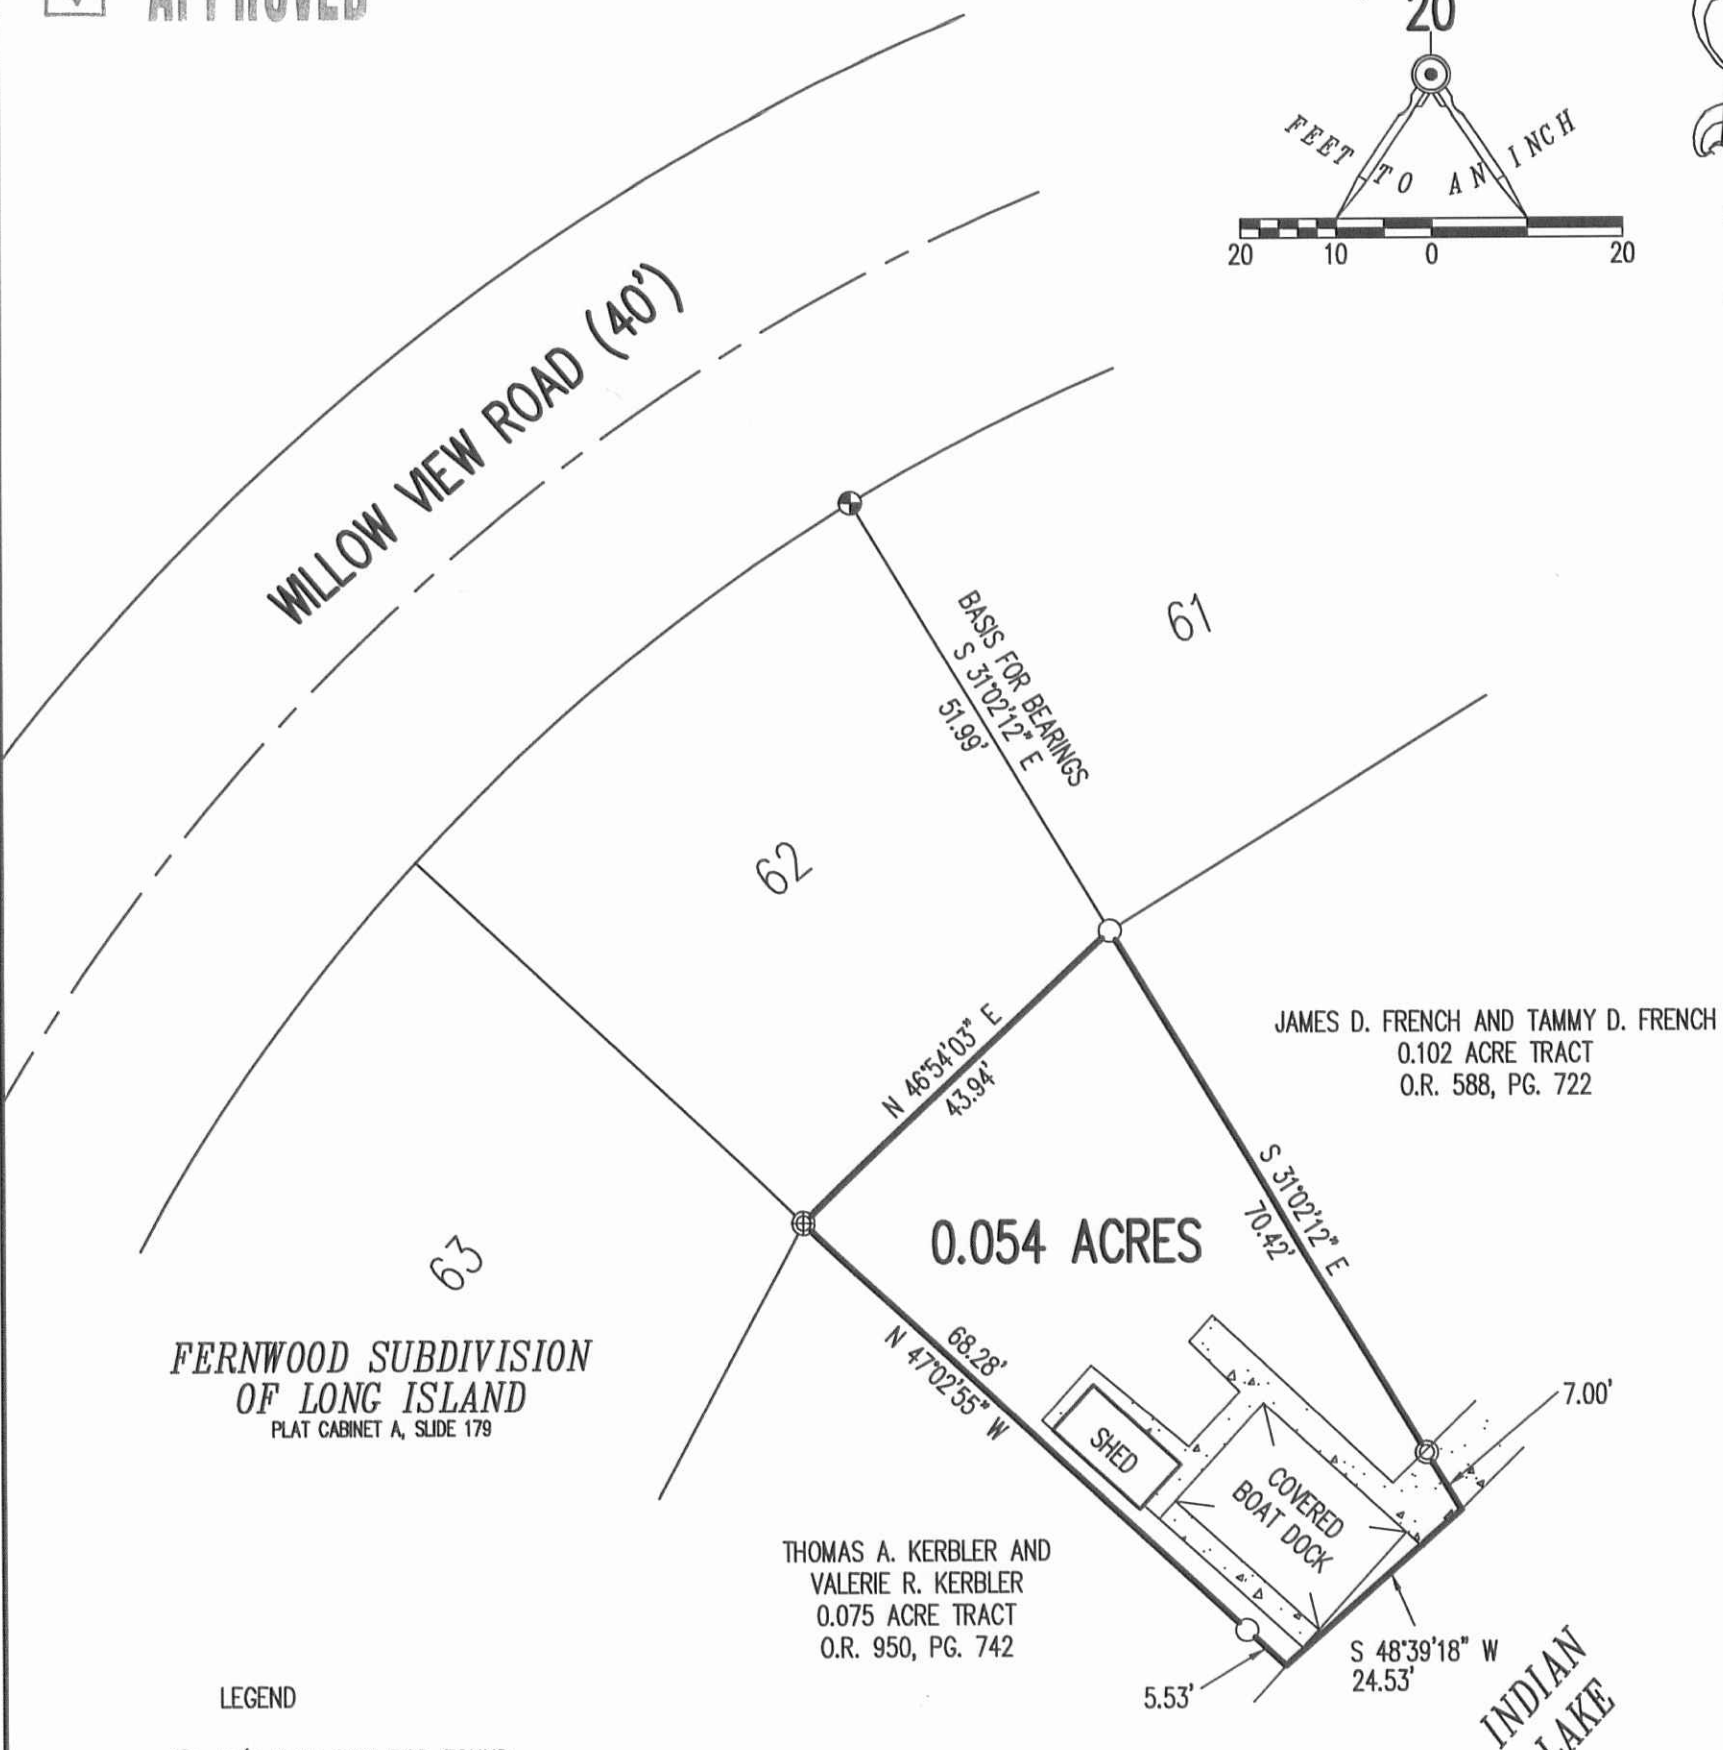 APPROVED
20
FEET TO AN INCH
20 10 0 20
WILLOW VIEW ROAD (40')
BASIS FOR BEARINGS
S 31°02'12" E
51.99'
61
62
N 46°54'03" E
43.94'
JAMES D. FRENCH AND TAMMY D. FRENCH
0.102 ACRE TRACT
O.R. 588, PG. 722
S 31°02'12" E
70.42'
0.054 ACRES
63
FERNWOOD SUBDIVISION
OF LONG ISLAND
PLAT CABINET A, SLIDE 179
68.28'
N 47°02'55" W
7.00'
SHED
COVERED
BOAT DOCK
THOMAS A. KERBLER AND
VALERIE R. KERBLER
0.075 ACRE TRACT
O.R. 950, PG. 742
S 48°39'18" W
24.53'
5.53'
INDIAN
LAKE
LEGEND